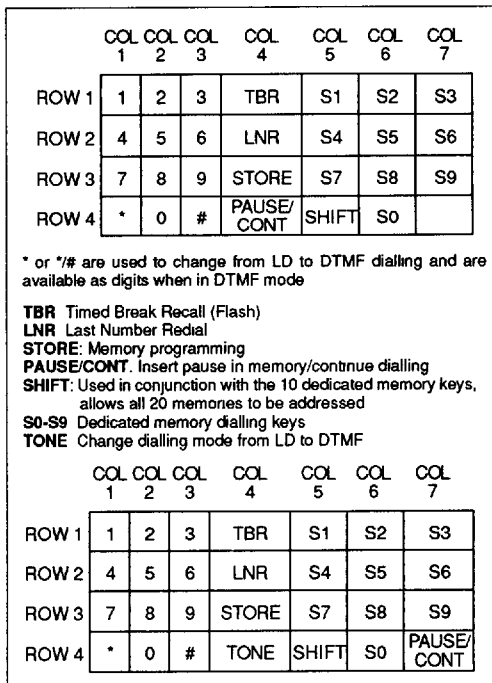 COL COL COL COL COL COL COL
1 2 3 4 5 6 7
ROW 1 1 2 3 TBR S1 S2 S3
ROW 2 4 5 6 LNR S4 S5 S6
ROW 3 7 8 9 STORE S7 S8 S9
ROW 4 * 0 # PAUSE/ CONT SHIFT S0
* or */# are used to change from LD to DTMF dialling and are
available as digits when in DTMF mode
TBR Timed Break Recall (Flash)
LNR Last Number Redial
STORE: Memory programming
PAUSE/CONT. Insert pause in memory/continue dialling
SHIFT: Used in conjunction with the 10 dedicated memory keys,
allows all 20 memories to be addressed
S0-S9 Dedicated memory dialling keys
TONE Change dialling mode from LD to DTMF
COL COL COL COL COL COL COL
1 2 3 4 5 6 7
ROW 1 1 2 3 TBR S1 S2 S3
ROW 2 4 5 6 LNR S4 S5 S6
ROW 3 7 8 9 STORE S7 S8 S9
ROW 4 * 0 # TONE SHIFT S0 PAUSE/ CONT